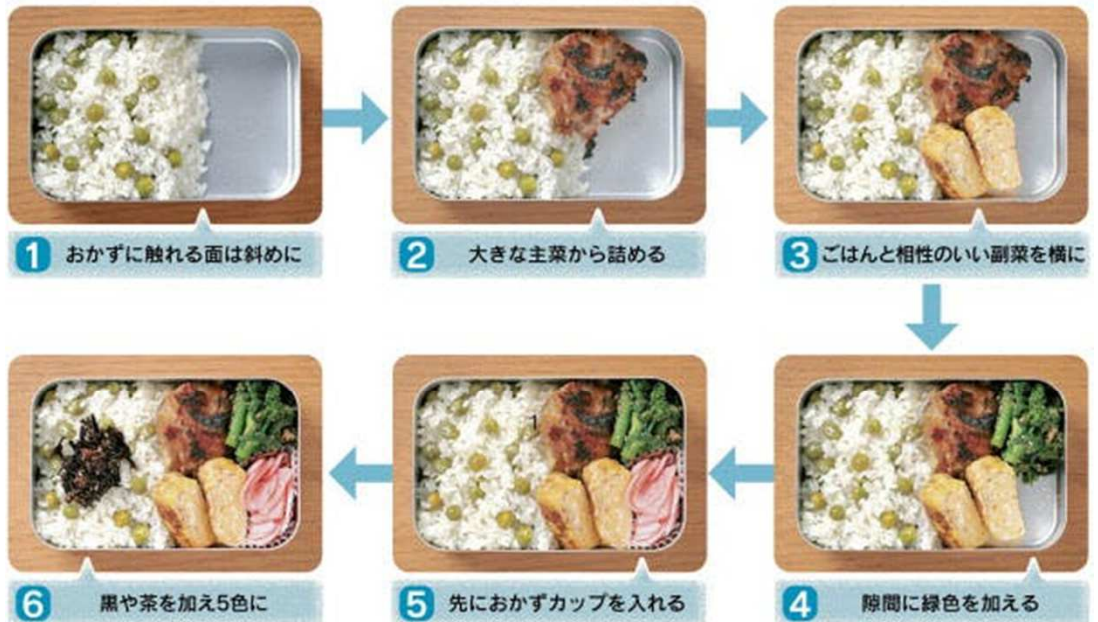 1 おかずに触れる面は斜めに
2 大きな主菜から詰める
3 ごはんと相性のいい副菜を横に
4 隙間に緑色を加える
5 先におかずカップを入れる
6 黒や茶を加え5色に
1